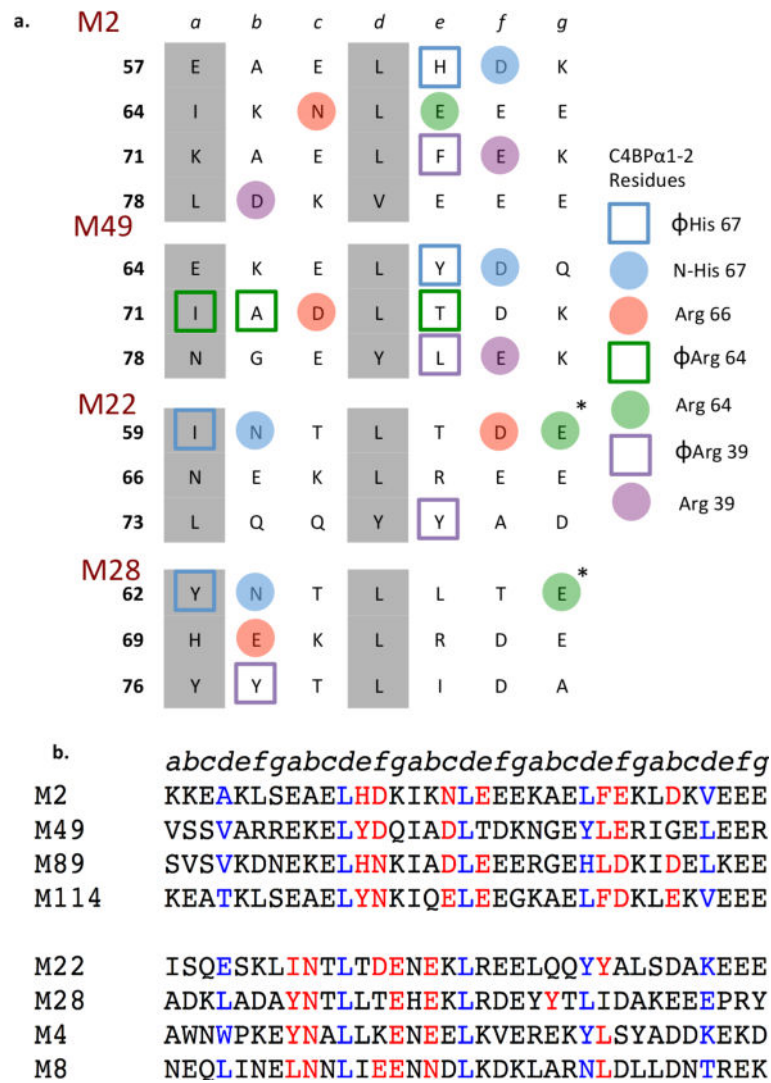 a.
M2 a b c d e f g
57 E A E L H D K
64 I K N L E E E
71 K A E L F E K
78 L D K V E E E
M49
64 E K E L Y D Q
71 I A D L T D K
78 N G E Y L E K
M22
59 I N T L T D E *
66 N E K L R E E
73 L Q Q Y Y A D
M28
62 Y N T L L T E *
69 H E K L R D E
76 Y Y T L I D A
C4BPα1-2
Residues
ϕHis 67
N-His 67
Arg 66
ϕArg 64
Arg 64
ϕArg 39
Arg 39
b.
abcdefgabcdefgabcdefgabcdefgabcdefg
M2 KKEAKLSEAELHDKIKNLEEEKAELFEKLDKVEEE
M49 VSSVARREKELYDQIADLTDKNGEYLERIGELEER
M89 SVSVKDNEKELHNKIADLEEERGEHLDKIDELKEE
M114 KEATKLSEAELYNKIQELEEGKAELFDKLEKVEEE
M22 ISQESKLINTLTDENEKLREELQQYYALSDAKEEE
M28 ADKLADAYNTLLTEHEKLRDEYYTLIDAKEEEPRY
M4 AWNWPKEYNALLKENEELKVEREKYLSYADDKEKD
M8 NEQLINELNNLIEENNDLKDKLARNLDLLDNTREK